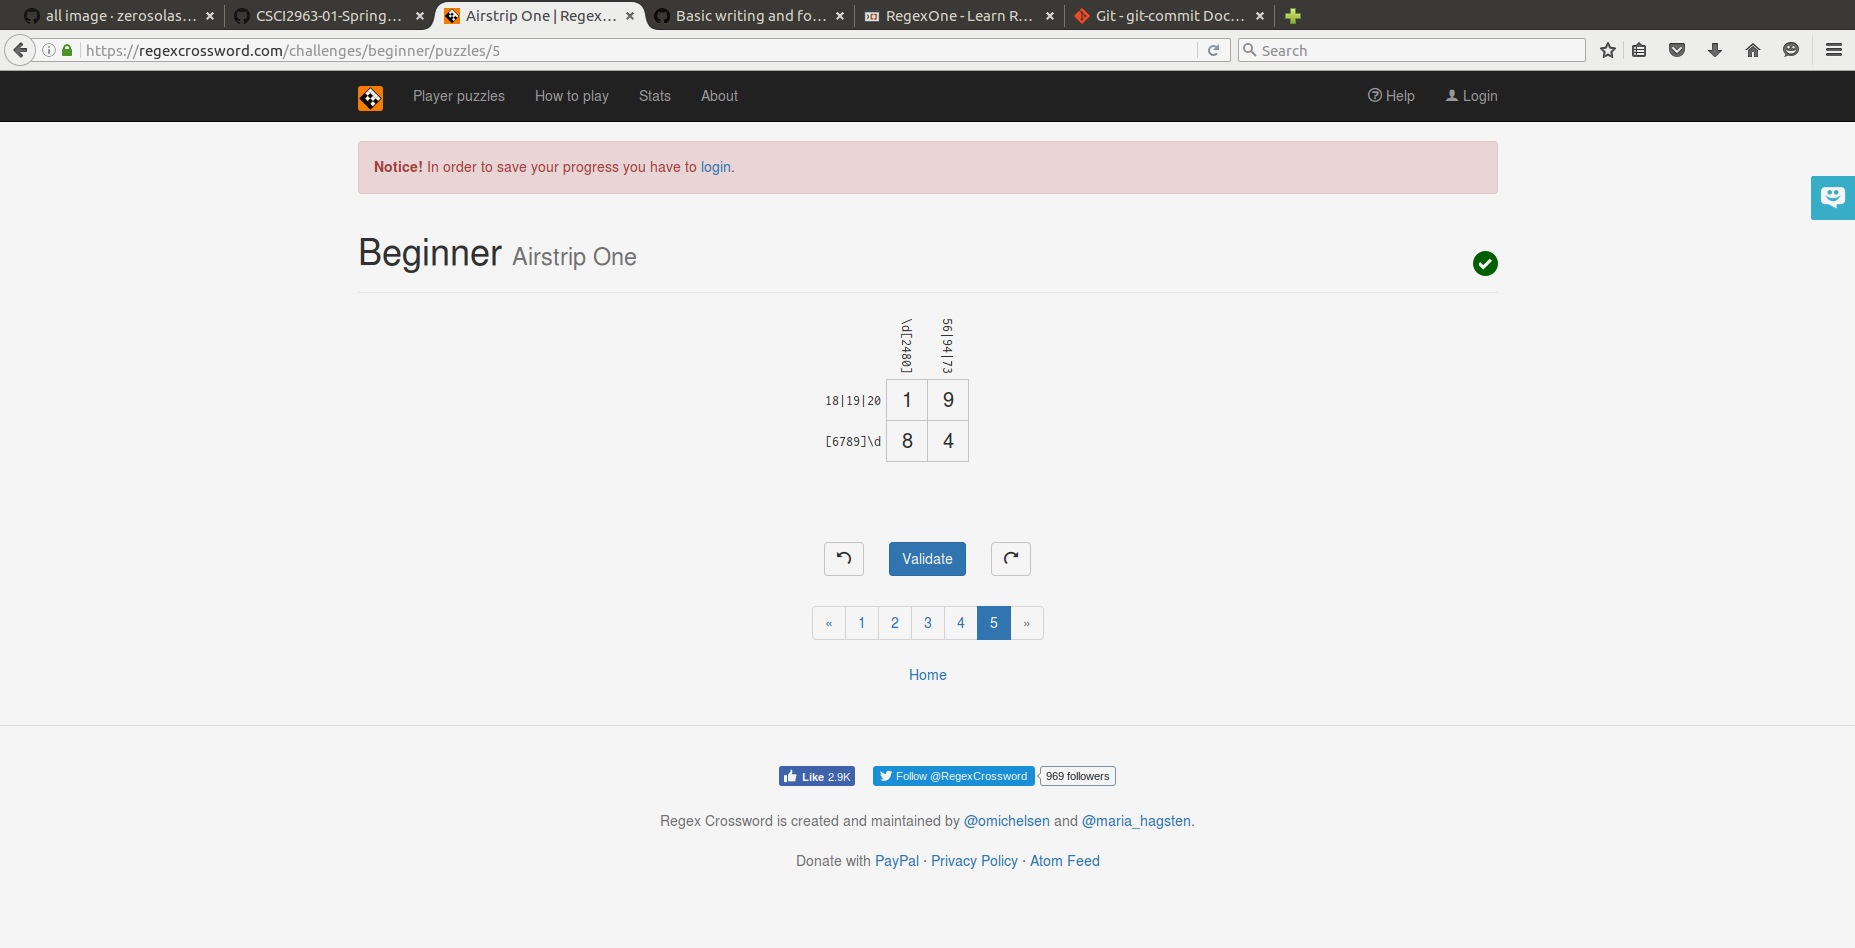 all image · zerosolas...
CSCI2963-01-Spring...
Airstrip One | Regex...
Basic writing and fo...
RegexOne - Learn R...
Git - git-commit Doc...
https://regexcrossword.com/challenges/beginner/puzzles/5
Search
Player puzzles
How to play
Stats
About
Help
Login
Notice! In order to save your progress you have to login.
Beginner Airstrip One
\d[2480]
56|94|73
18|19|20 1 9
[6789]\d 8 4
Validate
« 1 2 3 4 5 »
Home
Like 2.9K
Follow @RegexCrossword
969 followers
Regex Crossword is created and maintained by @omichelsen and @maria_hagsten.
Donate with PayPal · Privacy Policy · Atom Feed